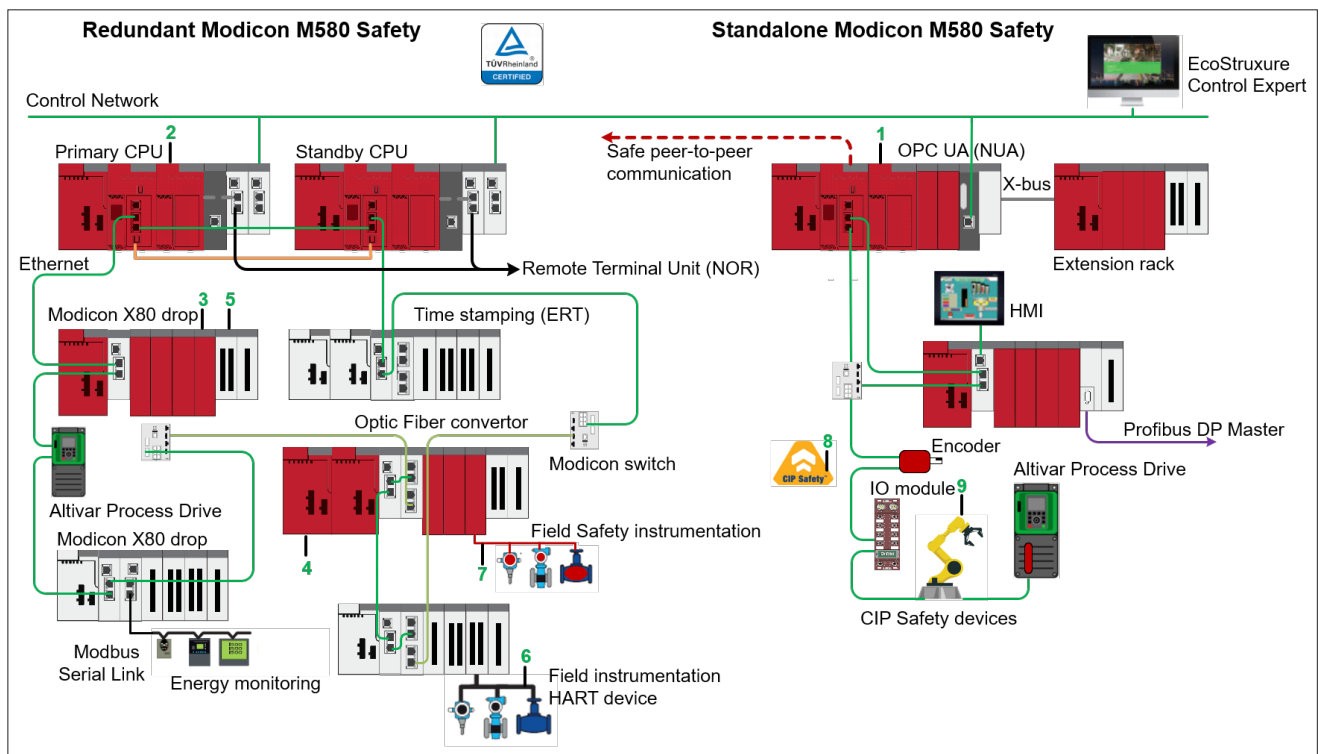 Redundant Modicon M580 Safety
Standalone Modicon M580 Safety
TÜVRheinland
CERTIFIED
EcoStruxure
Control Expert
Control Network
2
1
Primary CPU
Standby CPU
Safe peer-to-peer
communication
OPC UA (NUA)
X-bus
Ethernet
Remote Terminal Unit (NOR)
Extension rack
3
5
Modicon X80 drop
Time stamping (ERT)
HMI
Optic Fiber convertor
Modicon switch
Profibus DP Master
8
CIP Safety
Encoder
Altivar Process Drive
IO module
9
Altivar Process Drive
Field Safety instrumentation
Modicon X80 drop
4
7
CIP Safety devices
Modbus
Serial Link
Energy monitoring
6
Field instrumentation
HART device